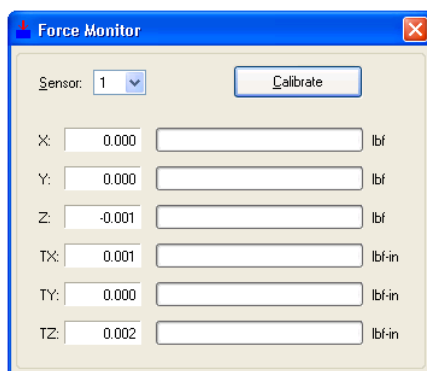 Force Monitor
Sensor: 1 Calibrate
X: 0.000 lbf
Y: 0.000 lbf
Z: -0.001 lbf
TX: 0.001 lbf-in
TY: 0.000 lbf-in
TZ: 0.002 lbf-in